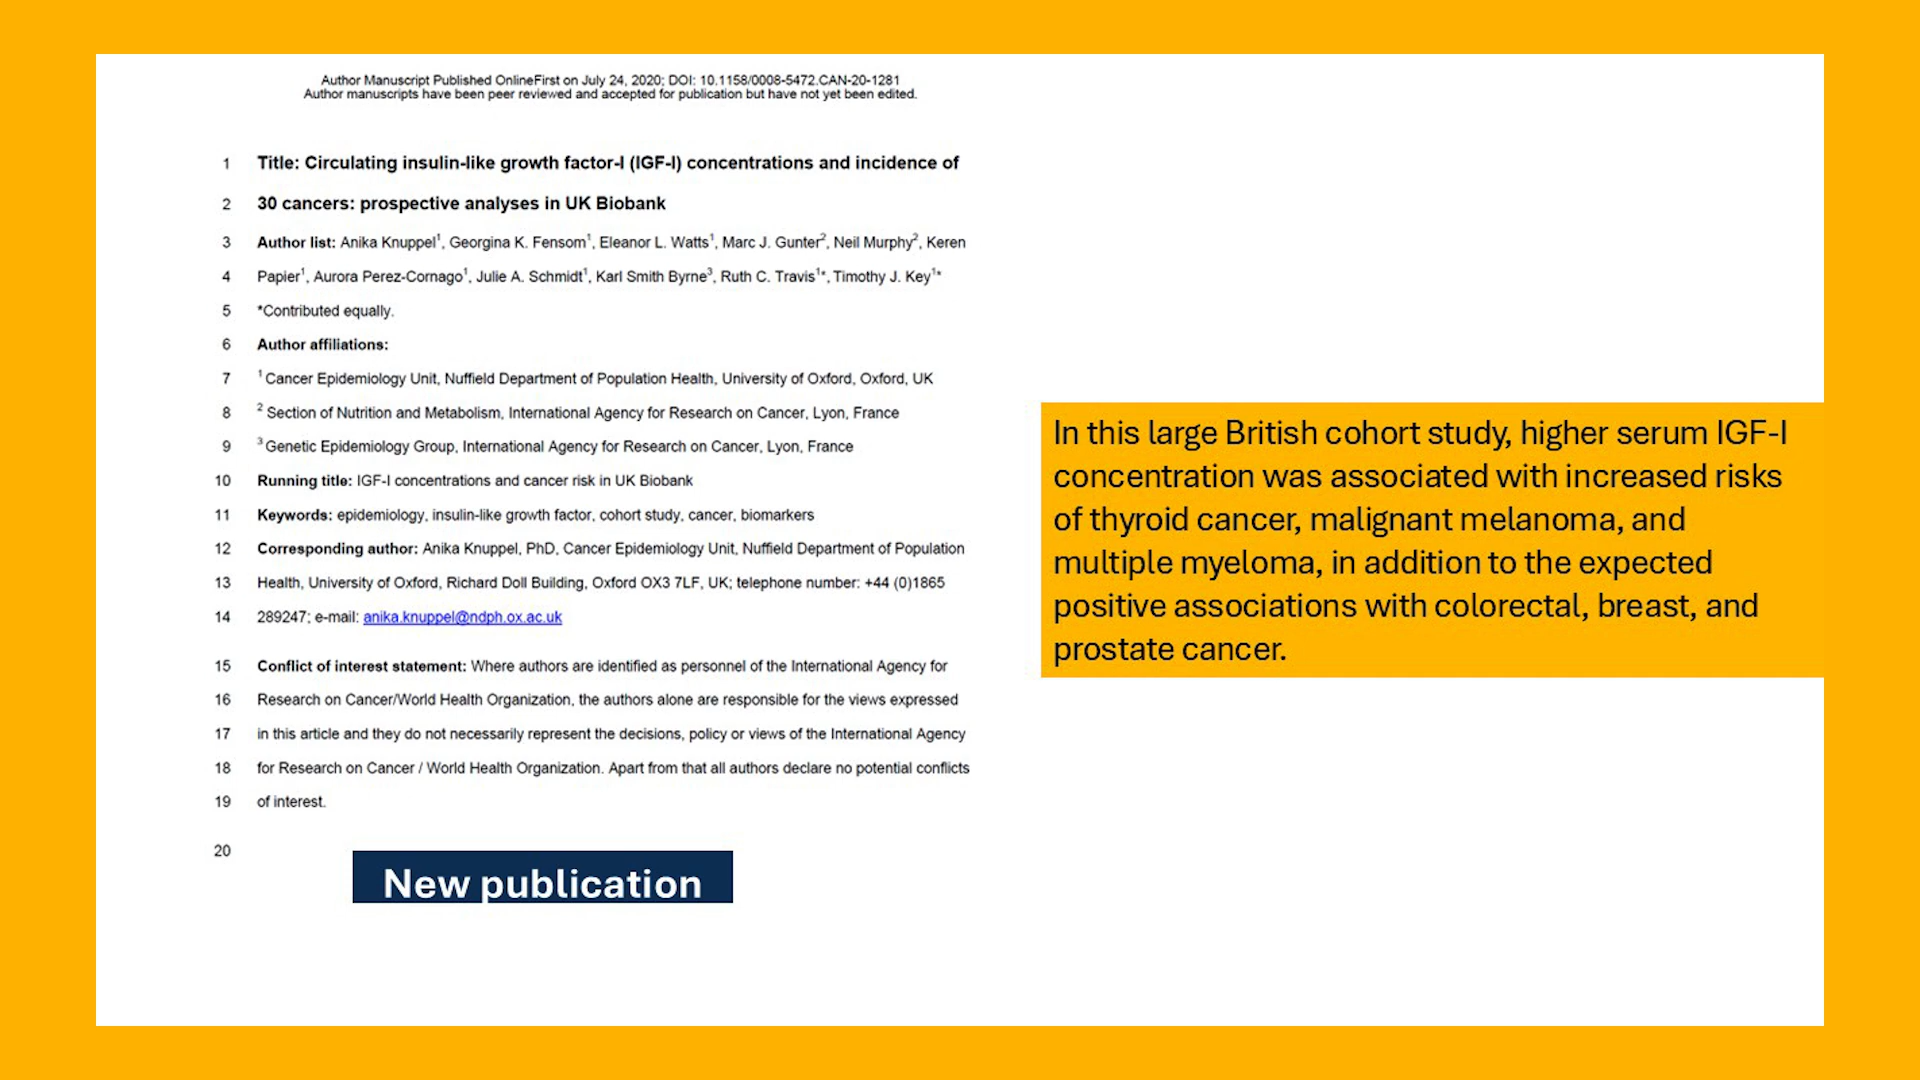 Author Manuscript Published OnlineFirst on July 24, 2020; DOI: 10.1158/0008-5472.CAN-20-1281
Author manuscripts have been peer reviewed and accepted for publication but have not yet been edited.
1 Title: Circulating insulin-like growth factor-I (IGF-I) concentrations and incidence of
2 30 cancers: prospective analyses in UK Biobank
3 Author list: Anika Knuppel¹, Georgina K. Fensom¹, Eleanor L. Watts¹, Marc J. Gunter², Neil Murphy², Keren
4 Papier¹, Aurora Perez-Cornago¹, Julie A. Schmidt¹, Karl Smith Byrne³, Ruth C. Travis¹*, Timothy J. Key¹*
5 *Contributed equally.
6 Author affiliations:
7 ¹ Cancer Epidemiology Unit, Nuffield Department of Population Health, University of Oxford, Oxford, UK
8 ² Section of Nutrition and Metabolism, International Agency for Research on Cancer, Lyon, France
9 ³ Genetic Epidemiology Group, International Agency for Research on Cancer, Lyon, France
10 Running title: IGF-I concentrations and cancer risk in UK Biobank
11 Keywords: epidemiology, insulin-like growth factor, cohort study, cancer, biomarkers
12 Corresponding author: Anika Knuppel, PhD, Cancer Epidemiology Unit, Nuffield Department of Population
13 Health, University of Oxford, Richard Doll Building, Oxford OX3 7LF, UK; telephone number: +44 (0)1865
14 289247; e-mail: anika.knuppel@ndph.ox.ac.uk
15 Conflict of interest statement: Where authors are identified as personnel of the International Agency for
16 Research on Cancer/World Health Organization, the authors alone are responsible for the views expressed
17 in this article and they do not necessarily represent the decisions, policy or views of the International Agency
18 for Research on Cancer / World Health Organization. Apart from that all authors declare no potential conflicts
19 of interest.
20
New publication
In this large British cohort study, higher serum IGF-I
concentration was associated with increased risks
of thyroid cancer, malignant melanoma, and
multiple myeloma, in addition to the expected
positive associations with colorectal, breast, and
prostate cancer.